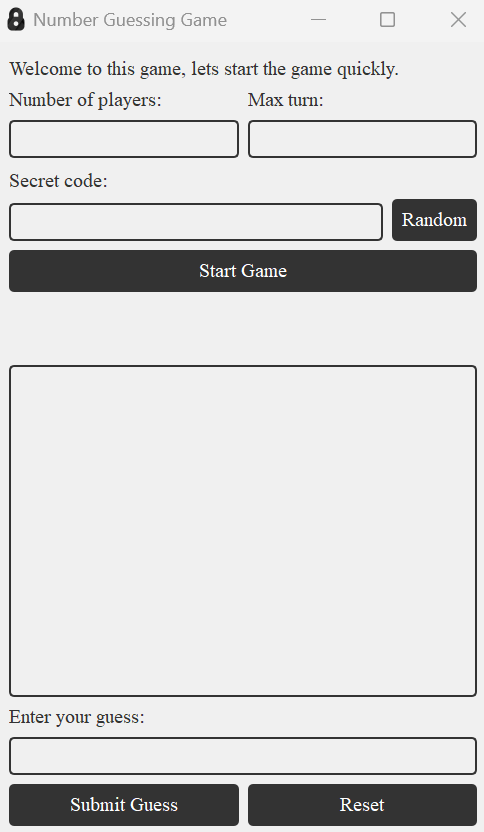 Number Guessing Game
Welcome to this game, lets start the game quickly.
Number of players: Max turn:
Secret code:
Random
Start Game
Enter your guess:
Submit Guess Reset